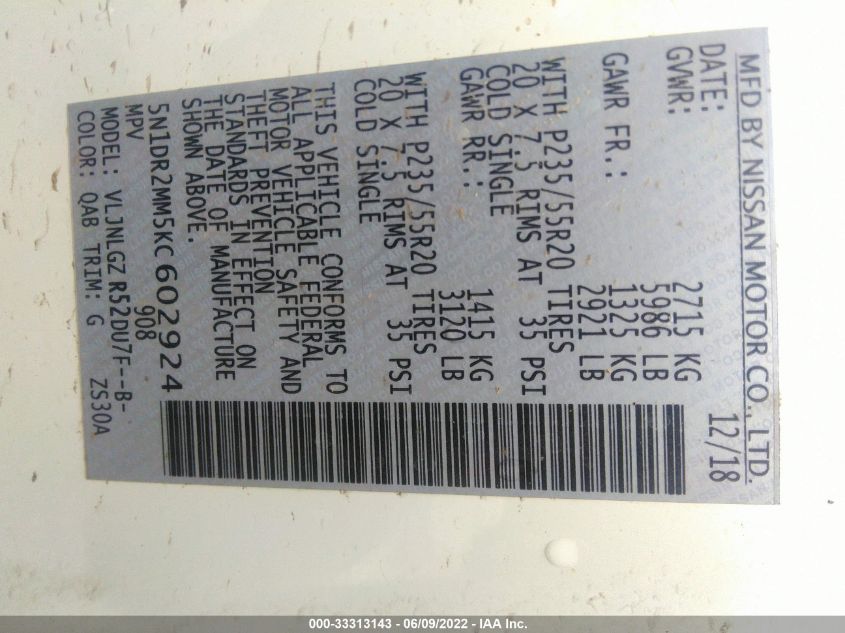 MFD BY NISSAN MOTOR CO., LTD.
DATE: 12/18
GVWR: 2715 KG
5986 LB
GAWR FR.: 1325 KG
2921 LB
WITH P235/55R20 TIRES
20 X 7.5 RIMS AT 35 PSI
COLD SINGLE
GAWR RR.: 1415 KG
3120 LB
WITH P235/55R20 TIRES
20 X 7.5 RIMS AT 35 PSI
COLD SINGLE
THIS VEHICLE CONFORMS TO
ALL APPLICABLE FEDERAL
MOTOR VEHICLE SAFETY AND
THEFT PREVENTION
STANDARDS IN EFFECT ON
THE DATE OF MANUFACTURE
SHOWN ABOVE.
5N1DR2MM5KC602924
MPV 908
MODEL: VLJNLGZ R52DU7F--B-
COLOR: QAB TRIM: G ZS30A
000-33313143 - 06/09/2022 - IAA Inc.